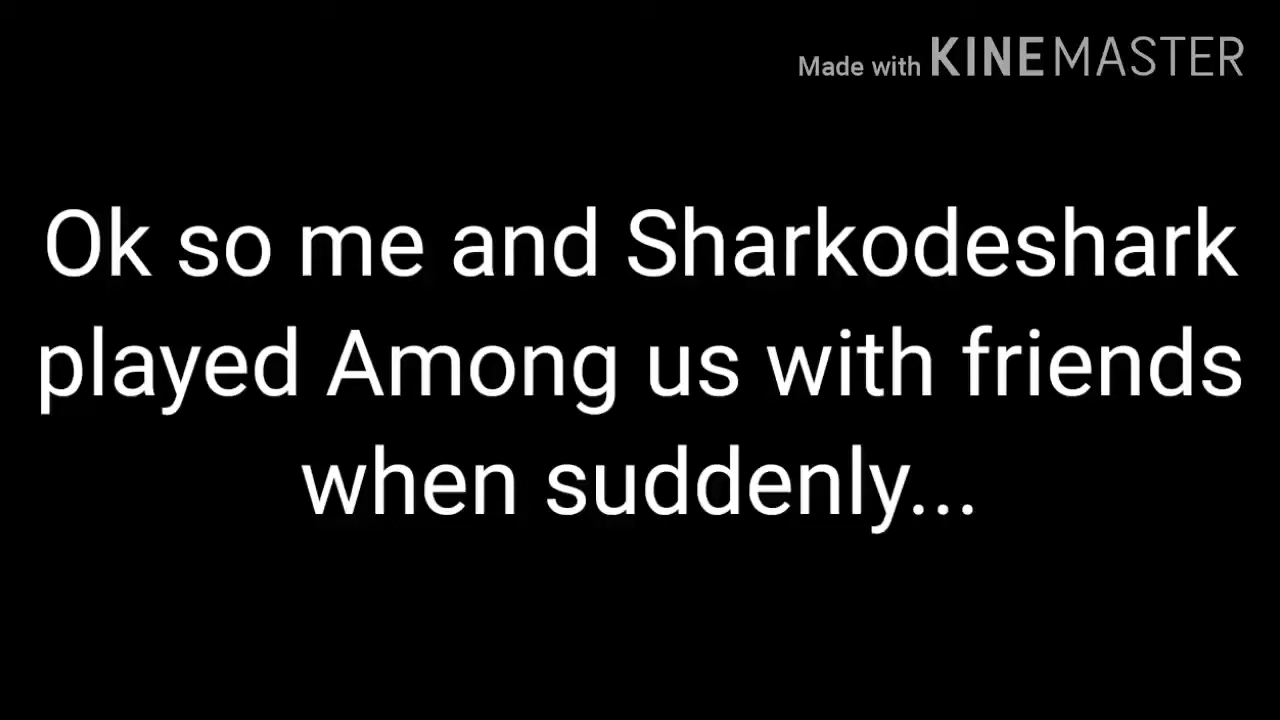 Made with KINEMASTER
Ok so me and Sharkodeshark
played Among us with friends
when suddenly...